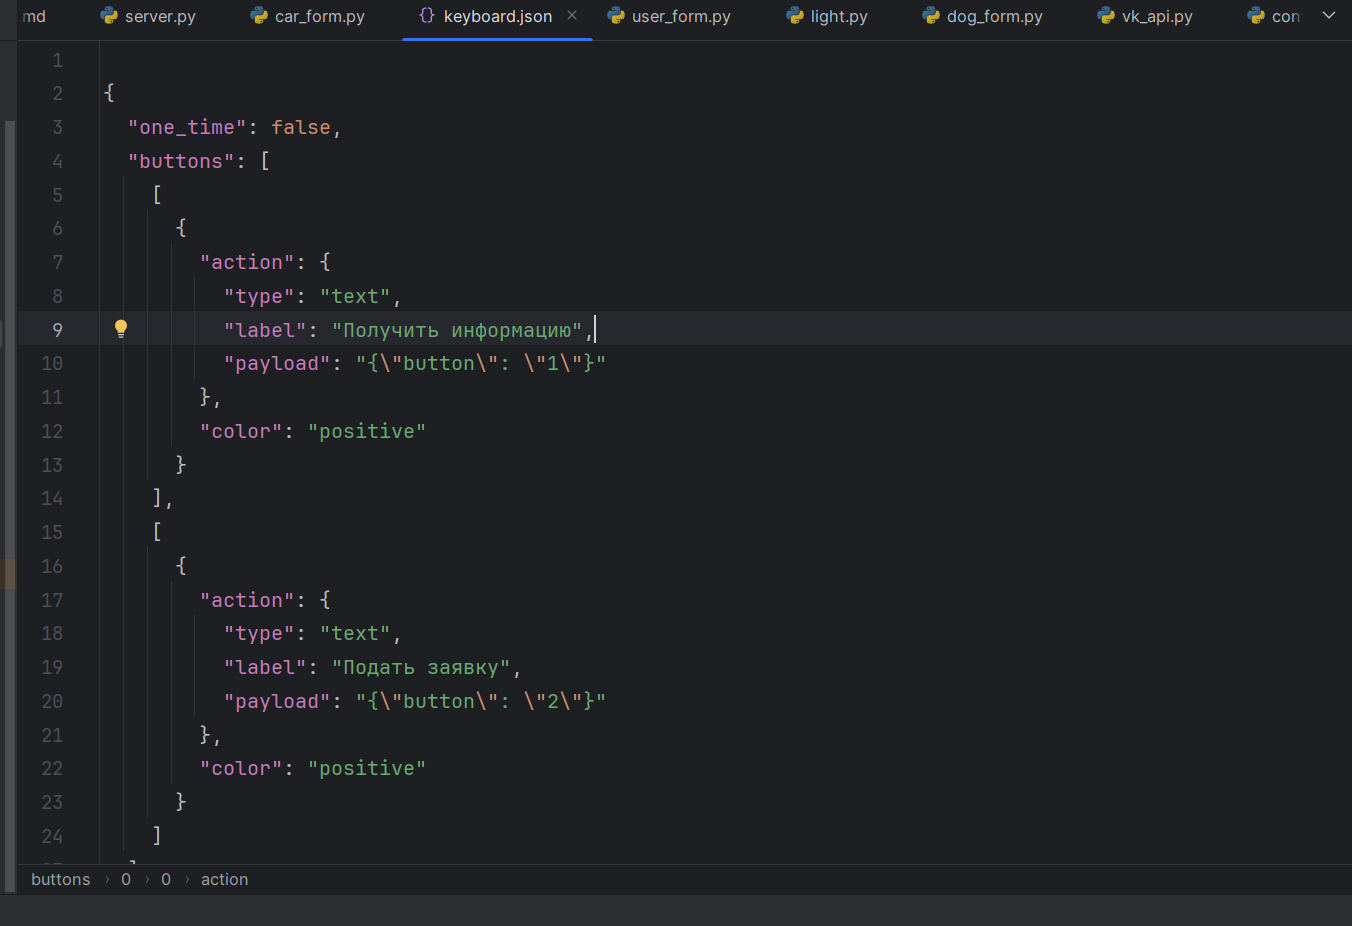 .md server.py car_form.py {} keyboard.json × user_form.py light.py dog_form.py vk_api.py con
1
2 {
3 "one_time": false,
4 "buttons": [
5 [
6 {
7 "action": {
8 "type": "text",
9 "label": "Получить информацию",
10 "payload": "{\"button\": \"1\"}"
11 },
12 "color": "positive"
13 }
14 ],
15 [
16 {
17 "action": {
18 "type": "text",
19 "label": "Подать заявку",
20 "payload": "{\"button\": \"2\"}"
21 },
22 "color": "positive"
23 }
24 ]
buttons › 0 › 0 › action